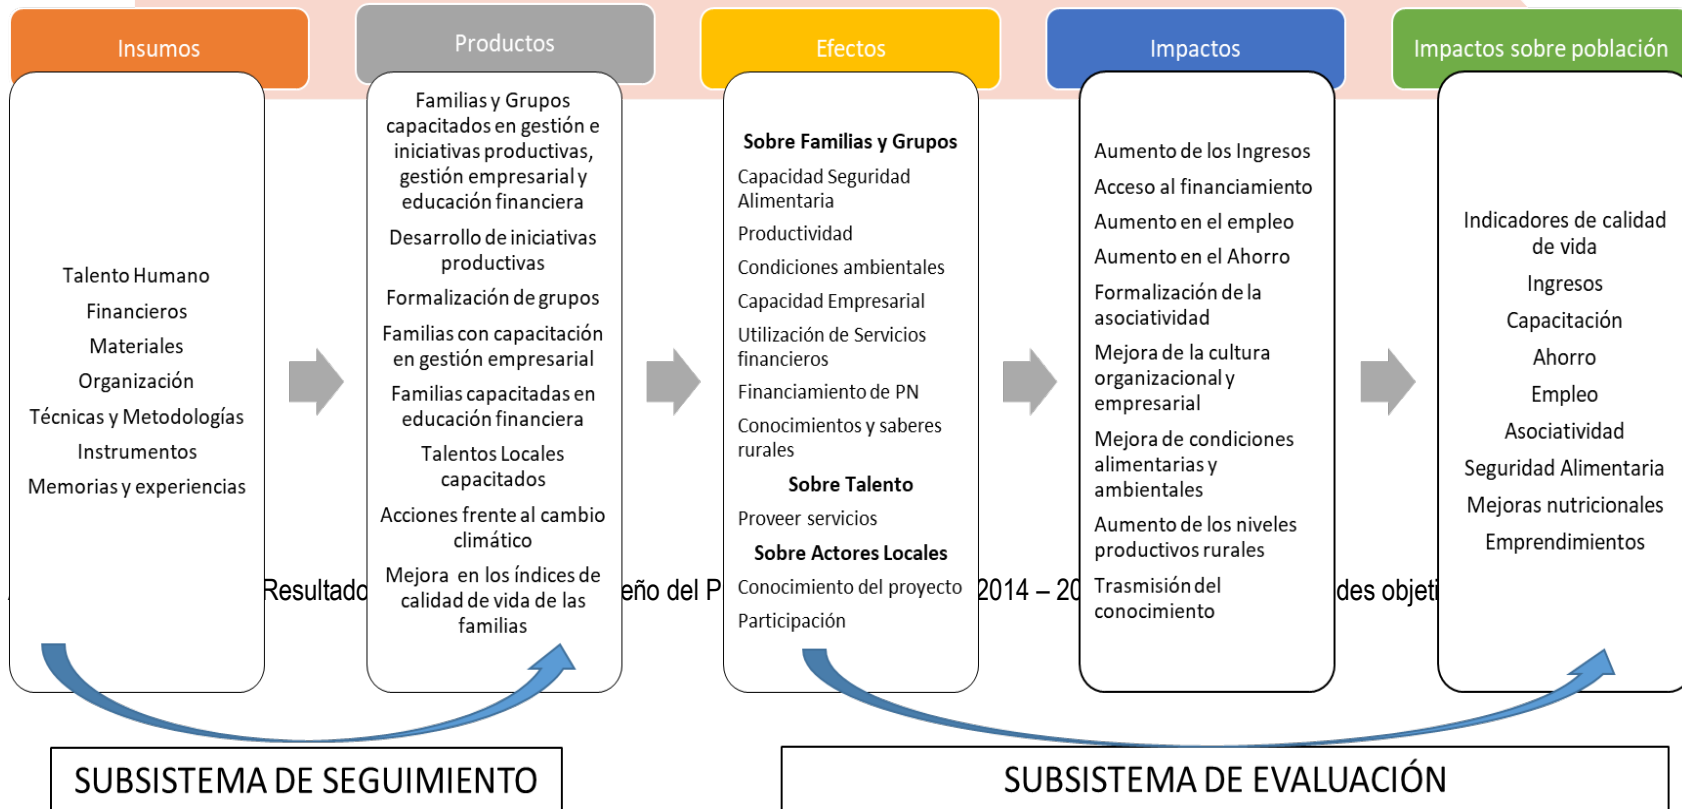 Insumos
Talento Humano
Financieros
Materiales
Organización
Técnicas y Metodologías
Instrumentos
Memorias y experiencias
Productos
Familias y Grupos
capacitados en gestión e
iniciativas productivas,
gestión empresarial y
educación financiera
Desarrollo de iniciativas
productivas
Formalización de grupos
Familias con capacitación
en gestión empresarial
Familias capacitadas en
educación financiera
Talentos Locales
capacitados
Acciones frente al cambio
climático
Mejora en los índices de
calidad de vida de las
familias
Efectos
Sobre Familias y Grupos
Capacidad Seguridad
Alimentaria
Productividad
Condiciones ambientales
Capacidad Empresarial
Utilización de Servicios
financieros
Financiamiento de PN
Conocimientos y saberes
rurales
Sobre Talento
Proveer servicios
Sobre Actores Locales
Conocimiento del proyecto
Participación
Impactos
Aumento de los Ingresos
Acceso al financiamiento
Aumento en el empleo
Aumento en el Ahorro
Formalización de la
asociatividad
Mejora de la cultura
organizacional y
empresarial
Mejora de condiciones
alimentarias y
ambientales
Aumento de los niveles
productivos rurales
Trasmisión del
conocimiento
Impactos sobre población
Indicadores de calidad
de vida
Ingresos
Capacitación
Ahorro
Empleo
Asociatividad
Seguridad Alimentaria
Mejoras nutricionales
Emprendimientos
del 2014 –
SUBSISTEMA DE SEGUIMIENTO
SUBSISTEMA DE EVALUACIÓN